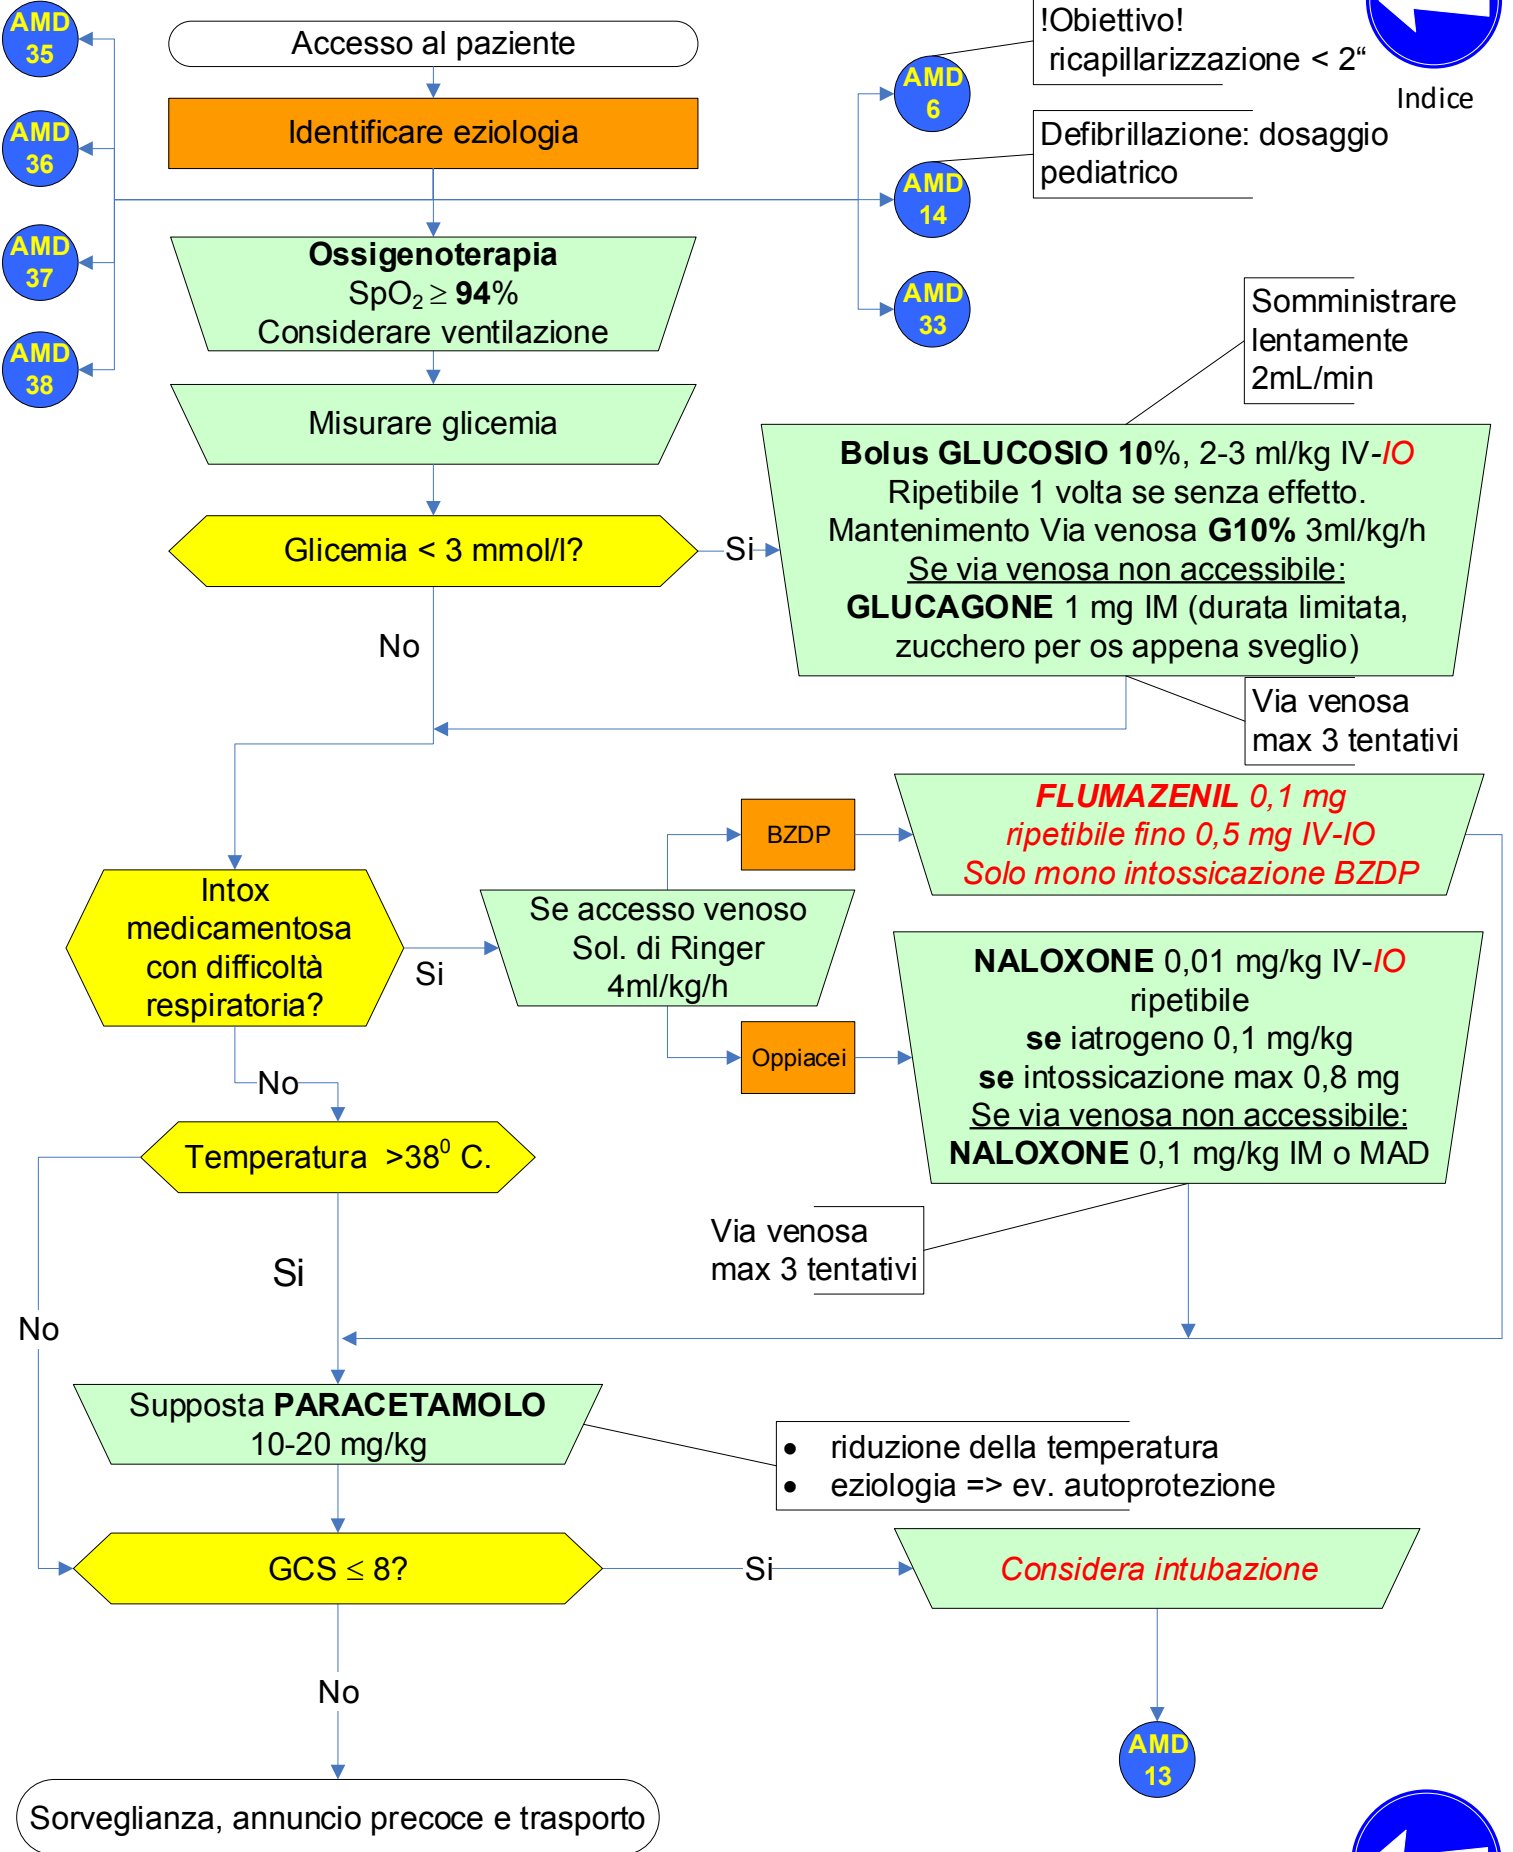 AMD
35
Accesso al paziente
!Obiettivo!
ricapillarizzazione < 2“
AMD
6
Indice
AMD
36
Identificare eziologia
Defibrillazione: dosaggio
pediatrico
AMD
14
AMD
37
Ossigenoterapia
SpO₂ ≥ 94%
Considerare ventilazione
AMD
33
AMD
38
Somministrare
lentamente
2mL/min
Misurare glicemia
Bolus GLUCOSIO 10%, 2-3 ml/kg IV-IO
Ripetibile 1 volta se senza effetto.
Mantenimento Via venosa G10% 3ml/kg/h
Se via venosa non accessibile:
GLUCAGONE 1 mg IM (durata limitata,
zucchero per os appena sveglio)
Glicemia < 3 mmol/l?
Si
No
Via venosa
max 3 tentativi
BZDP
FLUMAZENIL 0,1 mg
ripetibile fino 0,5 mg IV-IO
Solo mono intossicazione BZDP
Intox
medicamentosa
con difficoltà
respiratoria?
Si
Se accesso venoso
Sol. di Ringer
4ml/kg/h
Oppiacei
NALOXONE 0,01 mg/kg IV-IO
ripetibile
se iatrogeno 0,1 mg/kg
se intossicazione max 0,8 mg
Se via venosa non accessibile:
NALOXONE 0,1 mg/kg IM o MAD
No
Temperatura >38⁰ C.
Via venosa
max 3 tentativi
Si
No
Supposta PARACETAMOLO
10-20 mg/kg
• riduzione della temperatura
• eziologia => ev. autoprotezione
GCS ≤ 8?
Si
Considera intubazione
No
AMD
13
Sorveglianza, annuncio precoce e trasporto